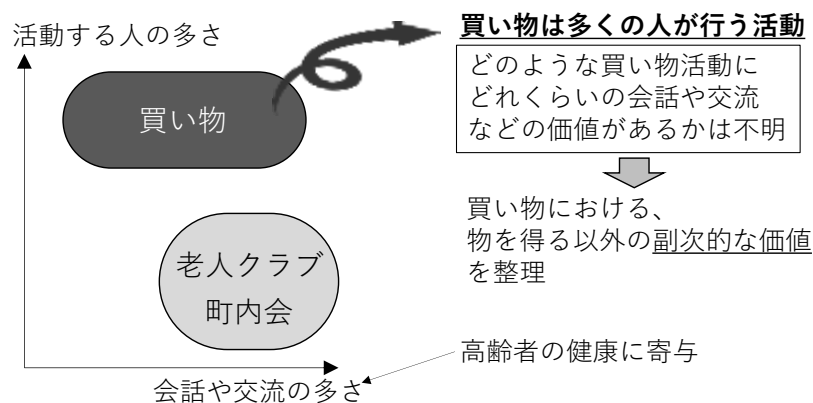 活動する人の多さ
買い物
老人クラブ
町内会
会話や交流の多さ
買い物は多くの人が行う活動
どのような買い物活動に
どれくらいの会話や交流
などの価値があるかは不明
買い物における、
物を得る以外の副次的な価値
を整理
高齢者の健康に寄与